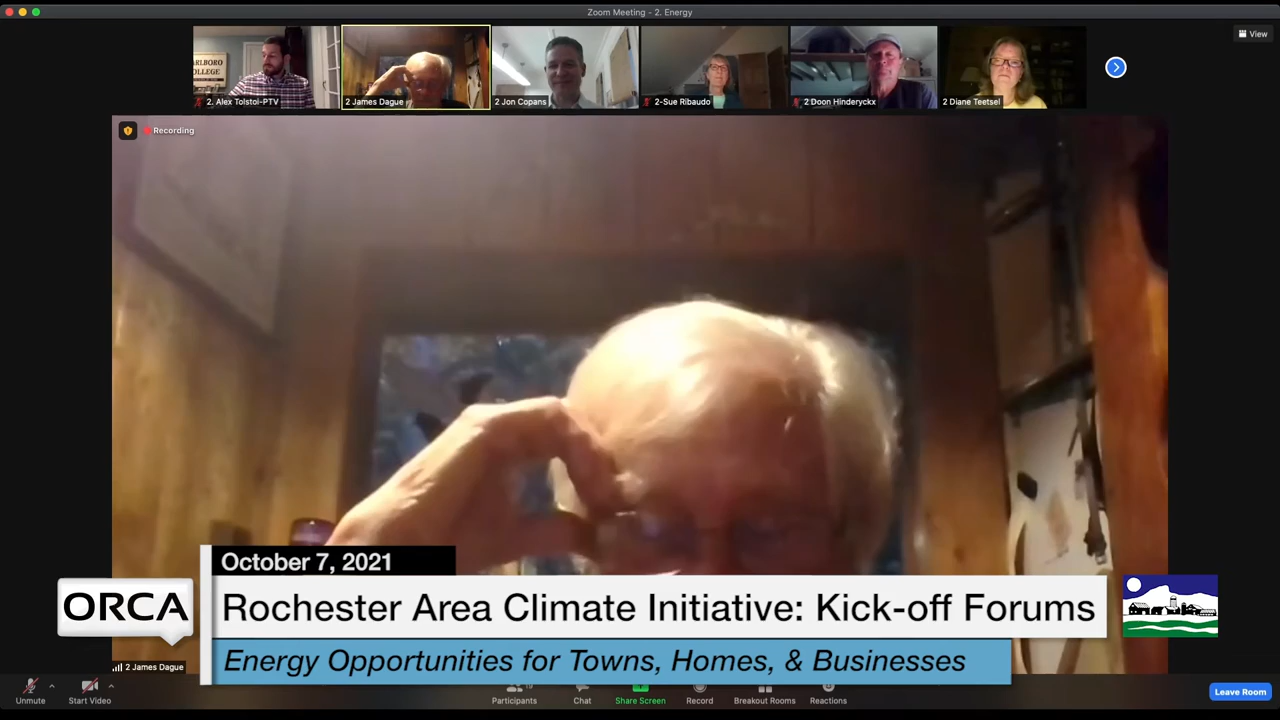 Zoom Meeting - 2. Energy
View
ARLBORO
COLLEGE
2. Alex Tolstoi-PTV
2 James Dague
2 Jon Copans
2-Sue Ribaudo
2 Doon Hinderyckx
2 Diane Teetsel
Recording
October 7, 2021
ORCA
Rochester Area Climate Initiative: Kick-off Forums
Energy Opportunities for Towns, Homes, & Businesses
2 James Dague
Unmute
Start Video
Participants
Chat
Share Screen
Record
Breakout Rooms
Reactions
Leave Room